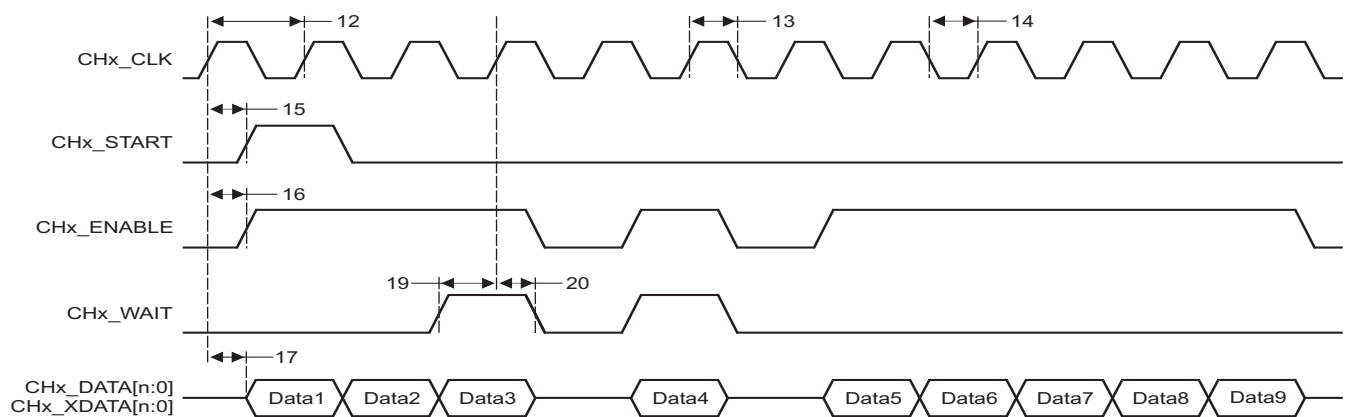 12
13
14
CHx_CLK
15
CHx_START
16
CHx_ENABLE
19
20
CHx_WAIT
17
CHx_DATA[n:0]
CHx_XDATA[n:0]
Data1 Data2 Data3 Data4 Data5 Data6 Data7 Data8 Data9